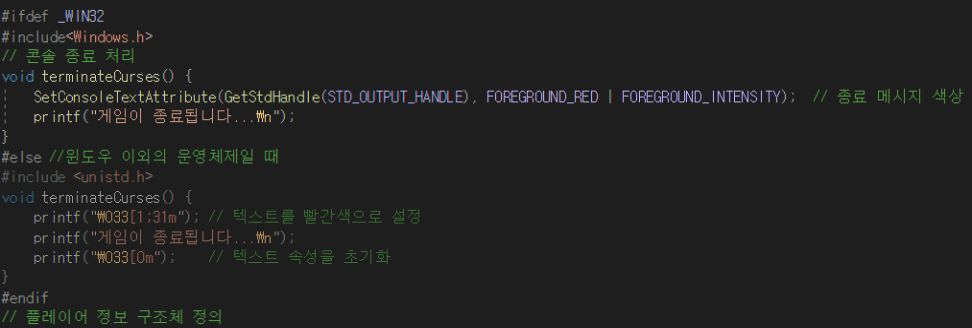 #ifdef _WIN32
#include<Windows.h>
// 콘솔 종료 처리
void terminateCurses() {
SetConsoleTextAttribute(GetStdHandle(STD_OUTPUT_HANDLE), FOREGROUND_RED | FOREGROUND_INTENSITY); // 종료 메시지 색상
printf("게임이 종료됩니다...₩n");
}
#else //윈도우 이외의 운영체제일 때
#include <unistd.h>
void terminateCurses() {
printf("₩033[1;31m"); // 텍스트를 빨간색으로 설정
printf("게임이 종료됩니다...₩n");
printf("₩033[0m"); // 텍스트 속성을 초기화
}
#endif
// 플레이어 정보 구조체 정의